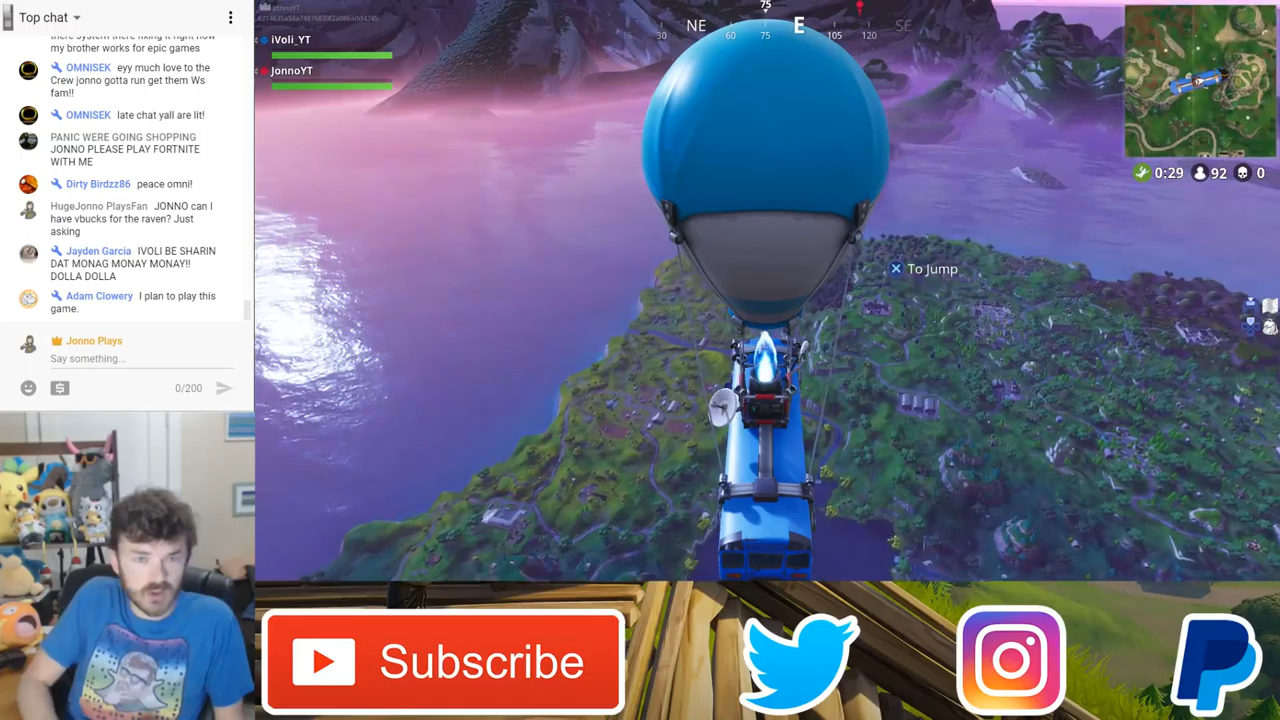 Top chat
there system there fixing it right now
my brother works for epic games
OMNISEK eyy much love to the
Crew jonno gotta run get them Ws
fam!!
OMNISEK late chat yall are lit!
PANIC WERE GOING SHOPPING
JONNO PLEASE PLAY FORTNITE
WITH ME
Dirty Birdzz86 peace omni!
HugeJonno PlaysFan JONNO can I
have vbucks for the raven? Just
asking
Jayden Garcia IVOLI BE SHARIN
DAT MONAG MONAY MONAY!!
DOLLA DOLLA
Adam Clowery I plan to play this
game.
Jonno Plays
Say something...
0/200
JonnoYT
iVoli_YT
JonnoYT
75
30 NE 60 75 E 105 120 SE
To Jump
0:29 92 0
Subscribe